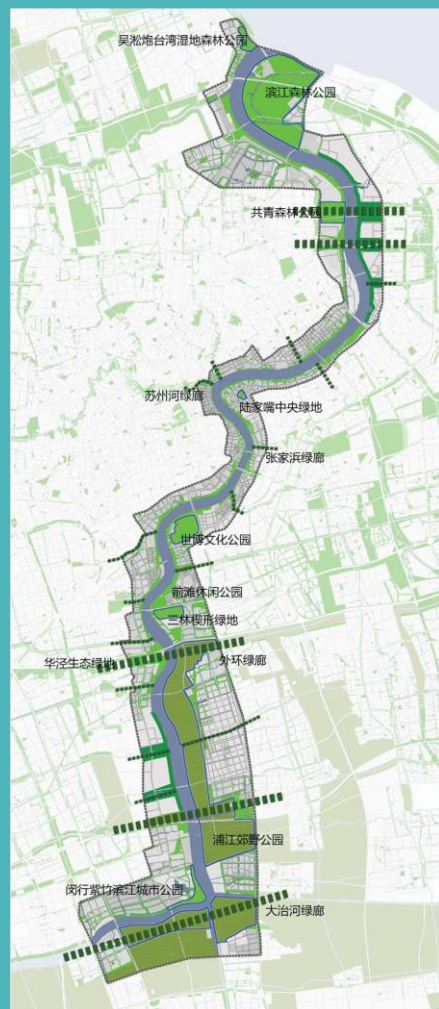 吴淞炮台湾湿地森林公园
滨江森林公园
共青森林公园
苏州河绿廊
陆家嘴中央绿地
张家浜绿廊
世博文化公园
前滩休闲公园
三林楔形绿地
华泾生态绿地
外环绿廊
浦江郊野公园
闵行紫竹滨江城市公园
大治河绿廊